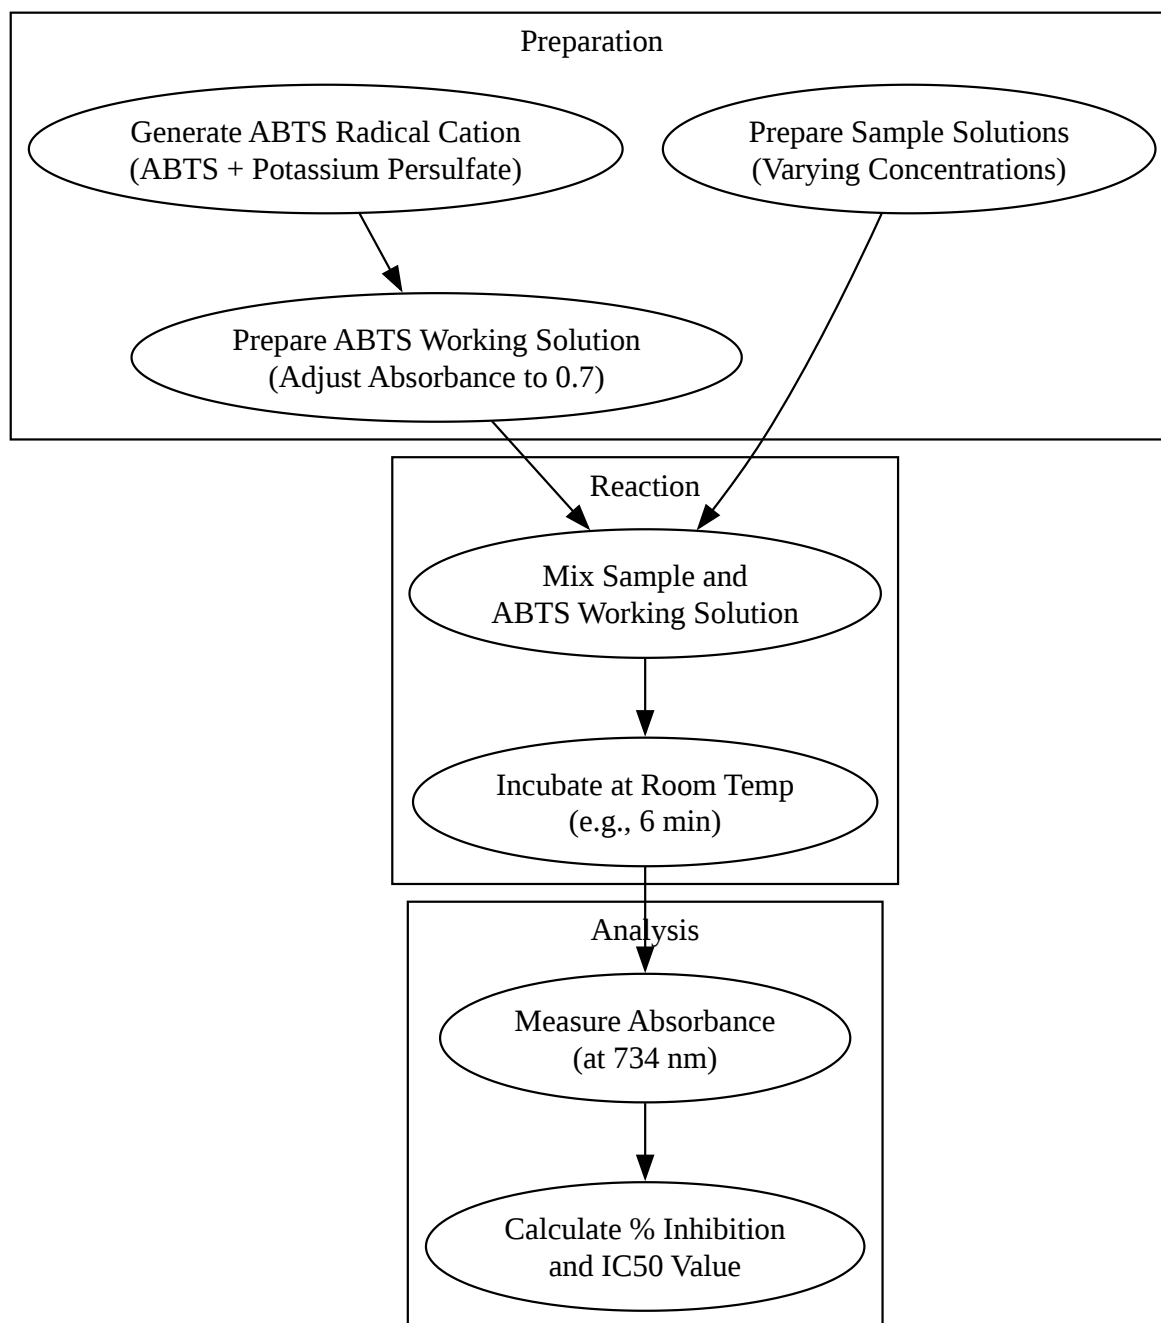 Preparation
Generate ABTS Radical Cation
(ABTS + Potassium Persulfate)
Prepare Sample Solutions
(Varying Concentrations)
Prepare ABTS Working Solution
(Adjust Absorbance to 0.7)
Reaction
Mix Sample and
ABTS Working Solution
Incubate at Room Temp
(e.g., 6 min)
Analysis
Measure Absorbance
(at 734 nm)
Calculate % Inhibition
and IC50 Value